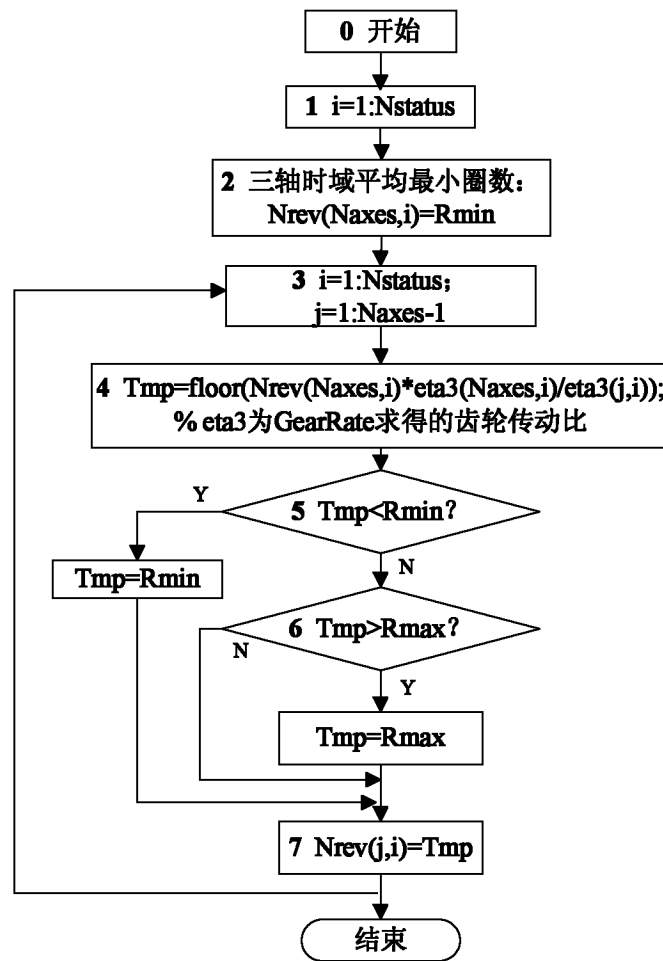 0 开始
1 i=1:Nstatus
2 三轴时域平均最小圈数：
Nrev(Naxes,i)=Rmin
3 i=1:Nstatus；
j=1:Naxes-1
4 Tmp=floor(Nrev(Naxes,i)*eta3(Naxes,i)/eta3(j,i));
% eta3为GearRate求得的齿轮传动比
Y
5 Tmp<Rmin？
Tmp=Rmin
N
6 Tmp>Rmax？
N
Y
Tmp=Rmax
7 Nrev(j,i)=Tmp
结束